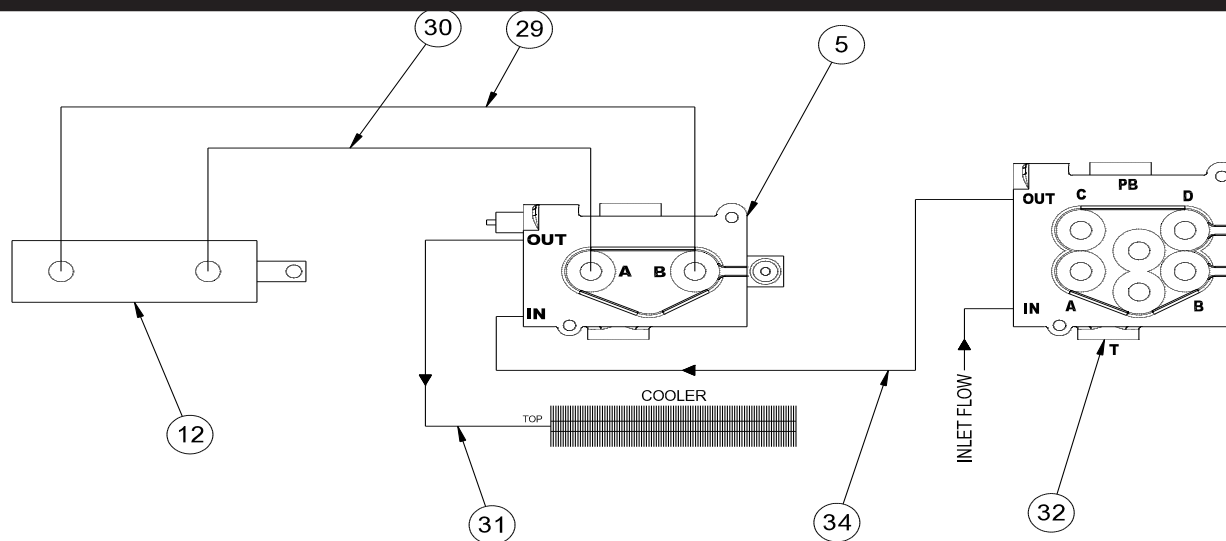 30
29
5
OUT
C
PB
D
OUT
A
B
IN
A
B
IN
T
COOLER
TOP
INLET FLOW
12
31
34
32